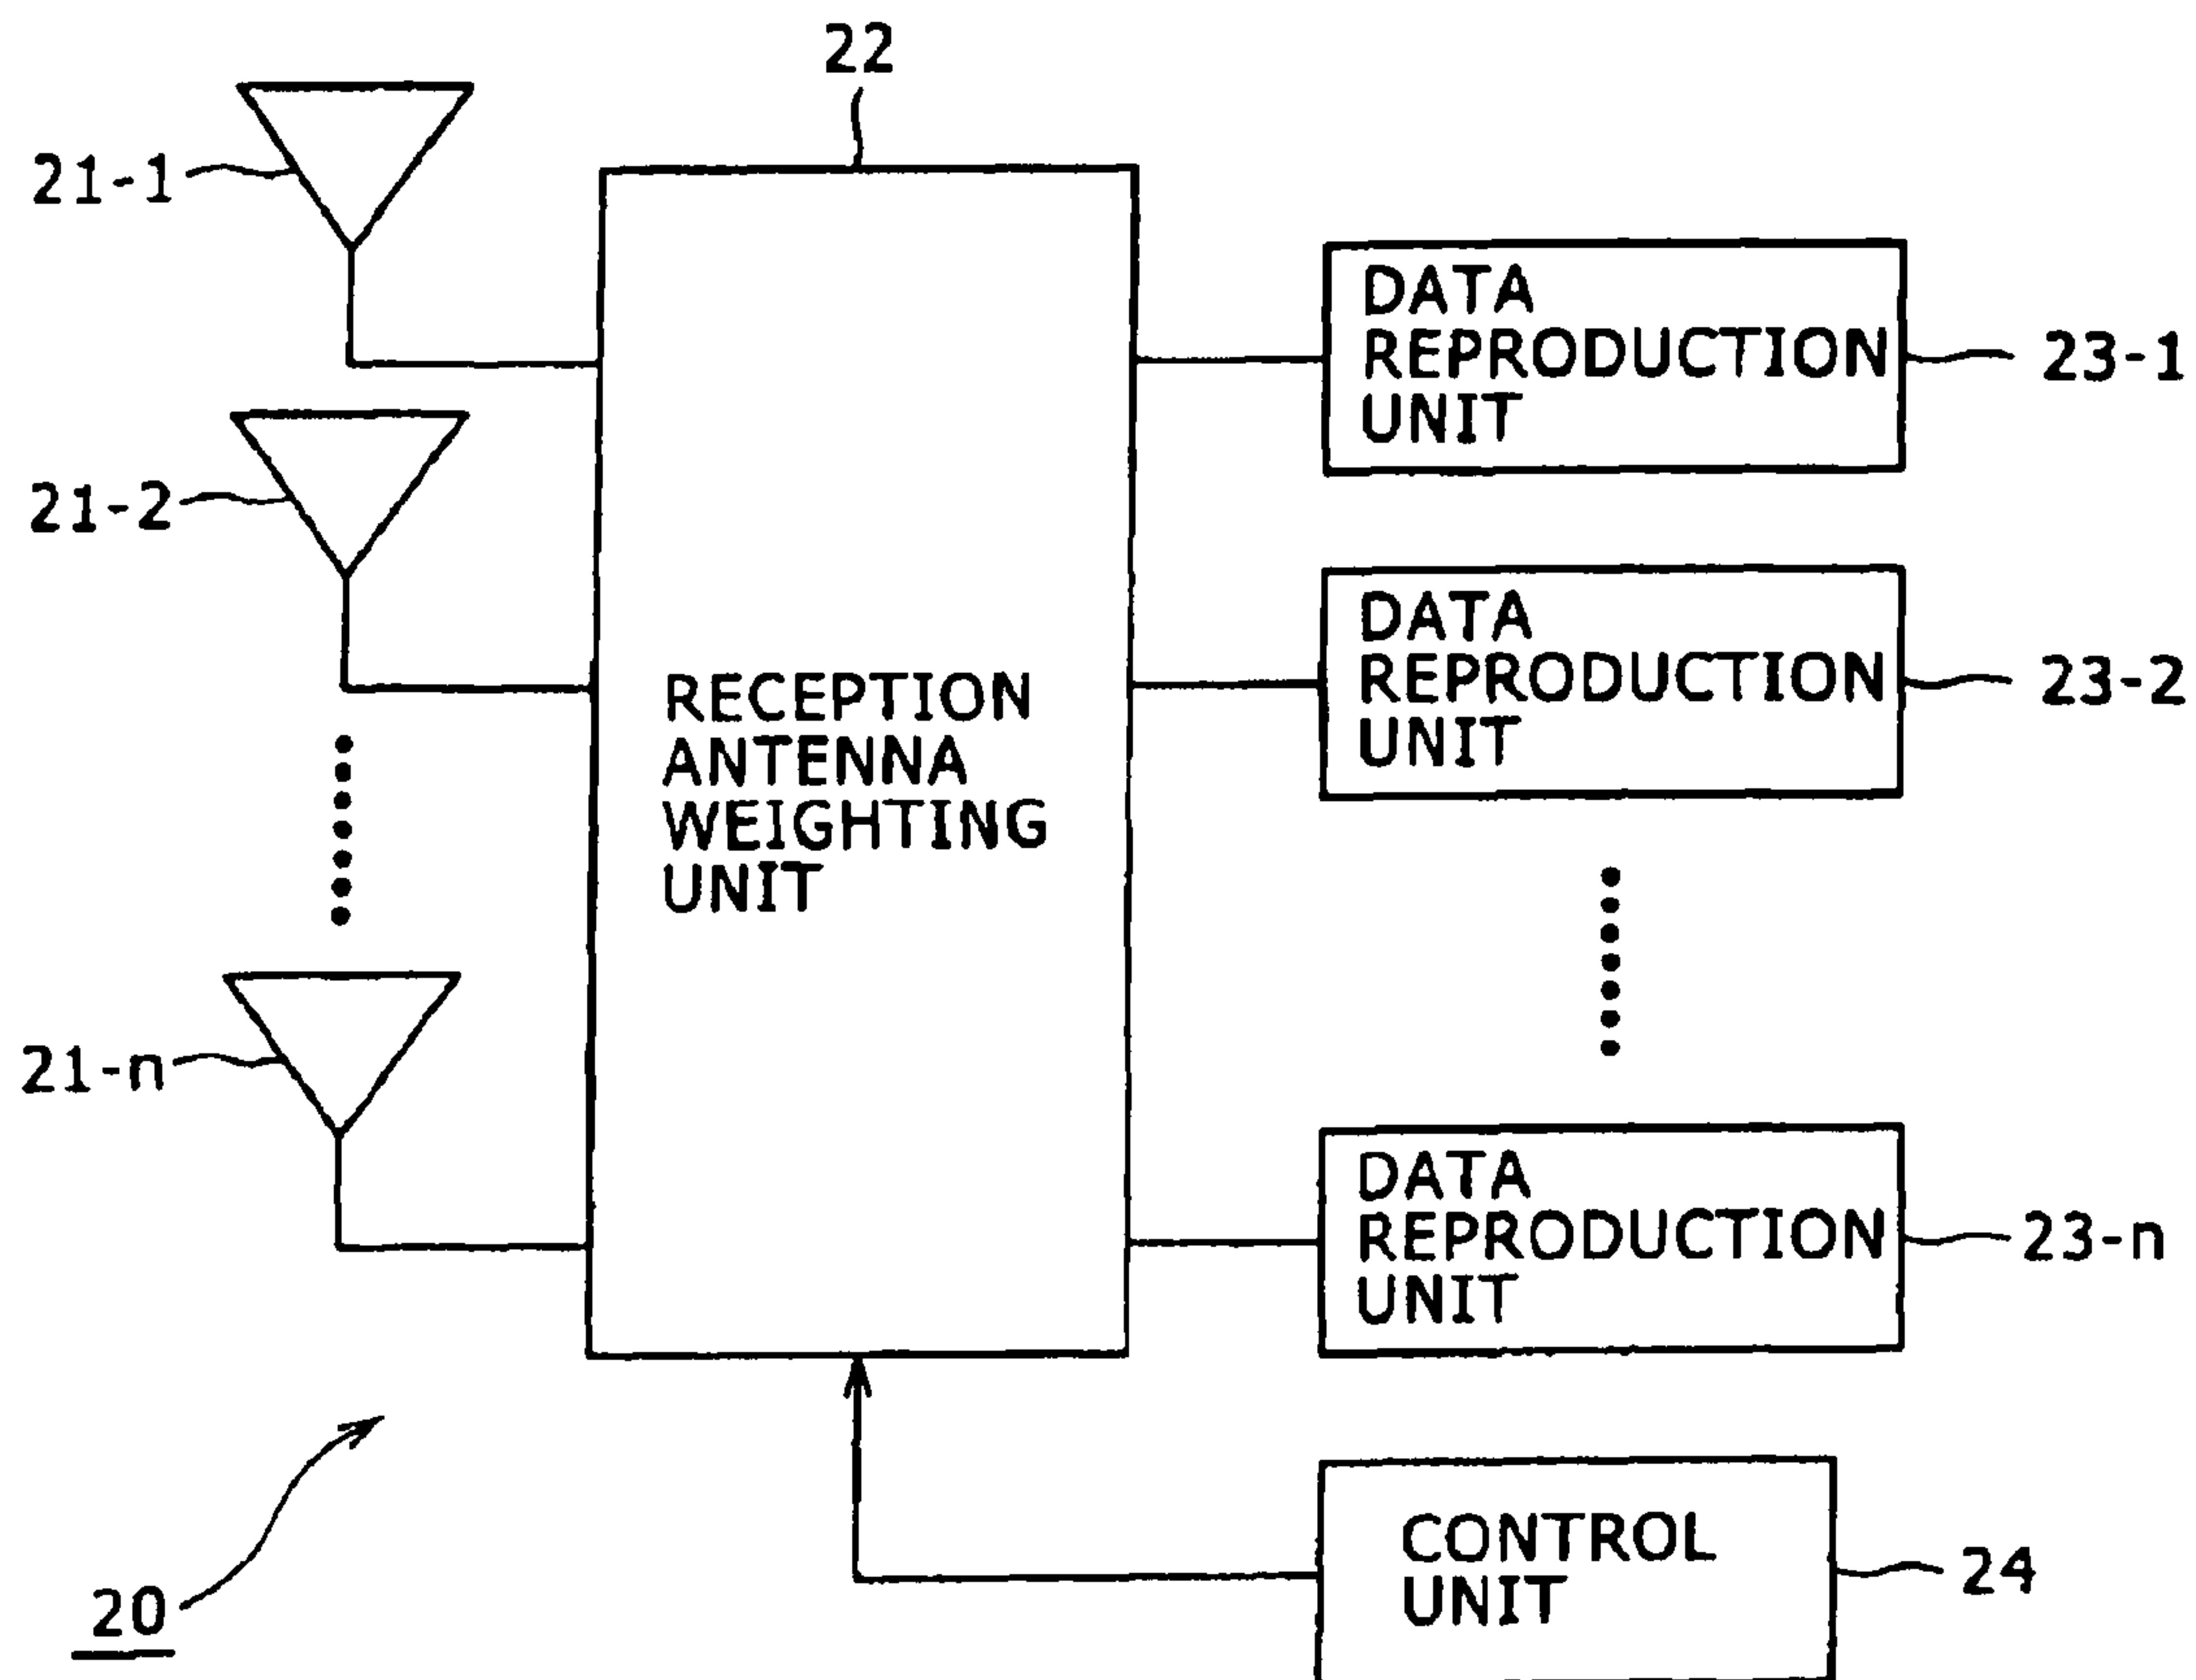 22
21-1
DATA
REPRODUCTION
UNIT
23-1
21-2
DATA
REPRODUCTION
UNIT
23-2
RECEPTION
ANTENNA
WEIGHTING
UNIT
21-n
DATA
REPRODUCTION
UNIT
23-n
CONTROL
UNIT
24
20